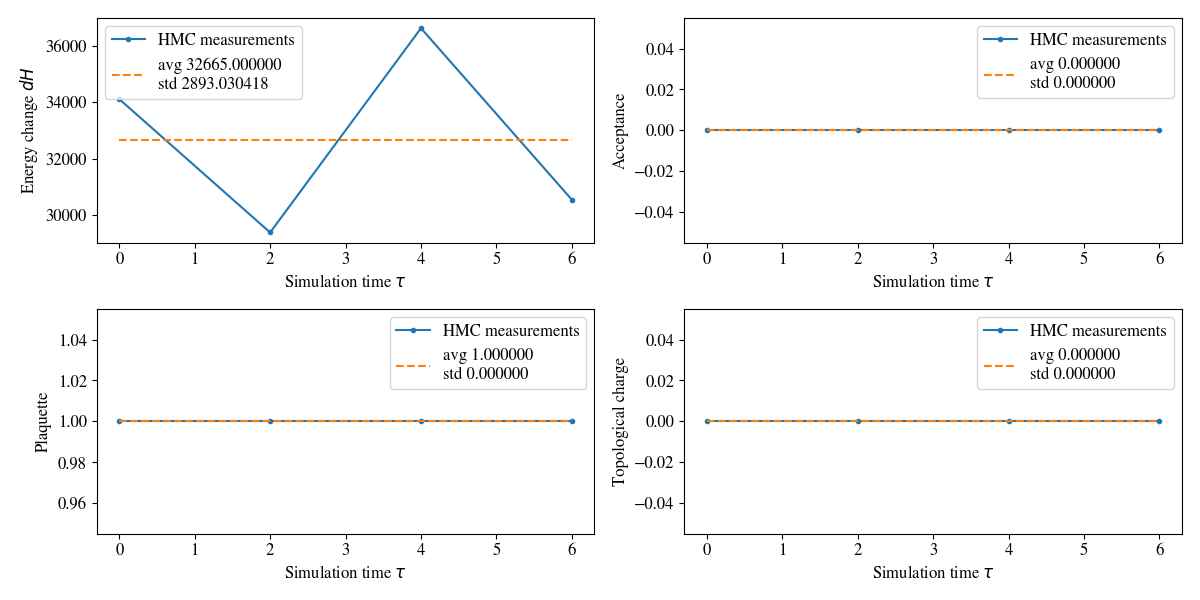 36000
34000
32000
30000
Energy change dH
HMC measurements
avg 32665.000000
std 2893.030418
0 1 2 3 4 5 6
Simulation time τ
0.04
0.02
0.00
−0.02
−0.04
Acceptance
HMC measurements
avg 0.000000
std 0.000000
0 1 2 3 4 5 6
Simulation time τ
1.04
1.02
1.00
0.98
0.96
Plaquette
HMC measurements
avg 1.000000
std 0.000000
0 1 2 3 4 5 6
Simulation time τ
0.04
0.02
0.00
−0.02
−0.04
Topological charge
HMC measurements
avg 0.000000
std 0.000000
0 1 2 3 4 5 6
Simulation time τ